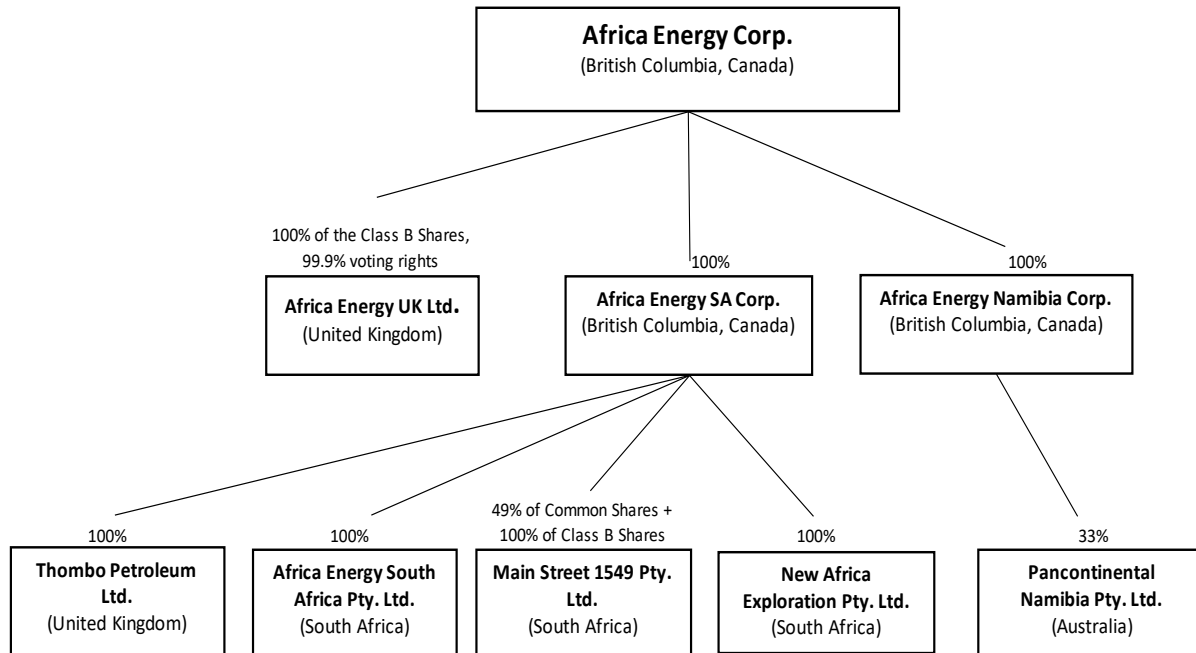 Africa Energy Corp.
(British Columbia, Canada)
100% of the Class B Shares,
99.9% voting rights
Africa Energy UK Ltd.
(United Kingdom)
100%
Africa Energy SA Corp.
(British Columbia, Canada)
100%
Africa Energy Namibia Corp.
(British Columbia, Canada)
100%
Thombo Petroleum
Ltd.
(United Kingdom)
100%
Africa Energy South
Africa Pty. Ltd.
(South Africa)
49% of Common Shares +
100% of Class B Shares
Main Street 1549 Pty.
Ltd.
(South Africa)
100%
New Africa
Exploration Pty. Ltd.
(South Africa)
33%
Pancontinental
Namibia Pty. Ltd.
(Australia)